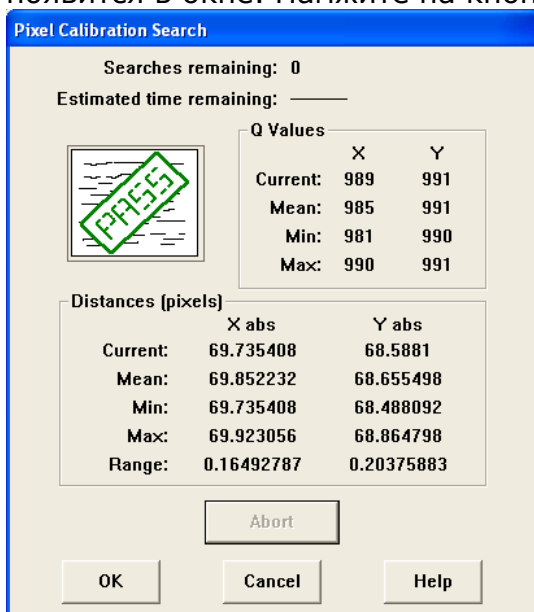 появится в окне. Нажмите на кноп
Pixel Calibration Search
Searches remaining: 0
Estimated time remaining: ———
Q Values
X Y
Current: 989 991
Mean: 985 991
Min: 981 990
Max: 990 991
PASS
Distances (pixels)
X abs Y abs
Current: 69.735408 68.5881
Mean: 69.852232 68.655498
Min: 69.735408 68.488092
Max: 69.923056 68.864798
Range: 0.16492787 0.20375883
Abort
OK Cancel Help